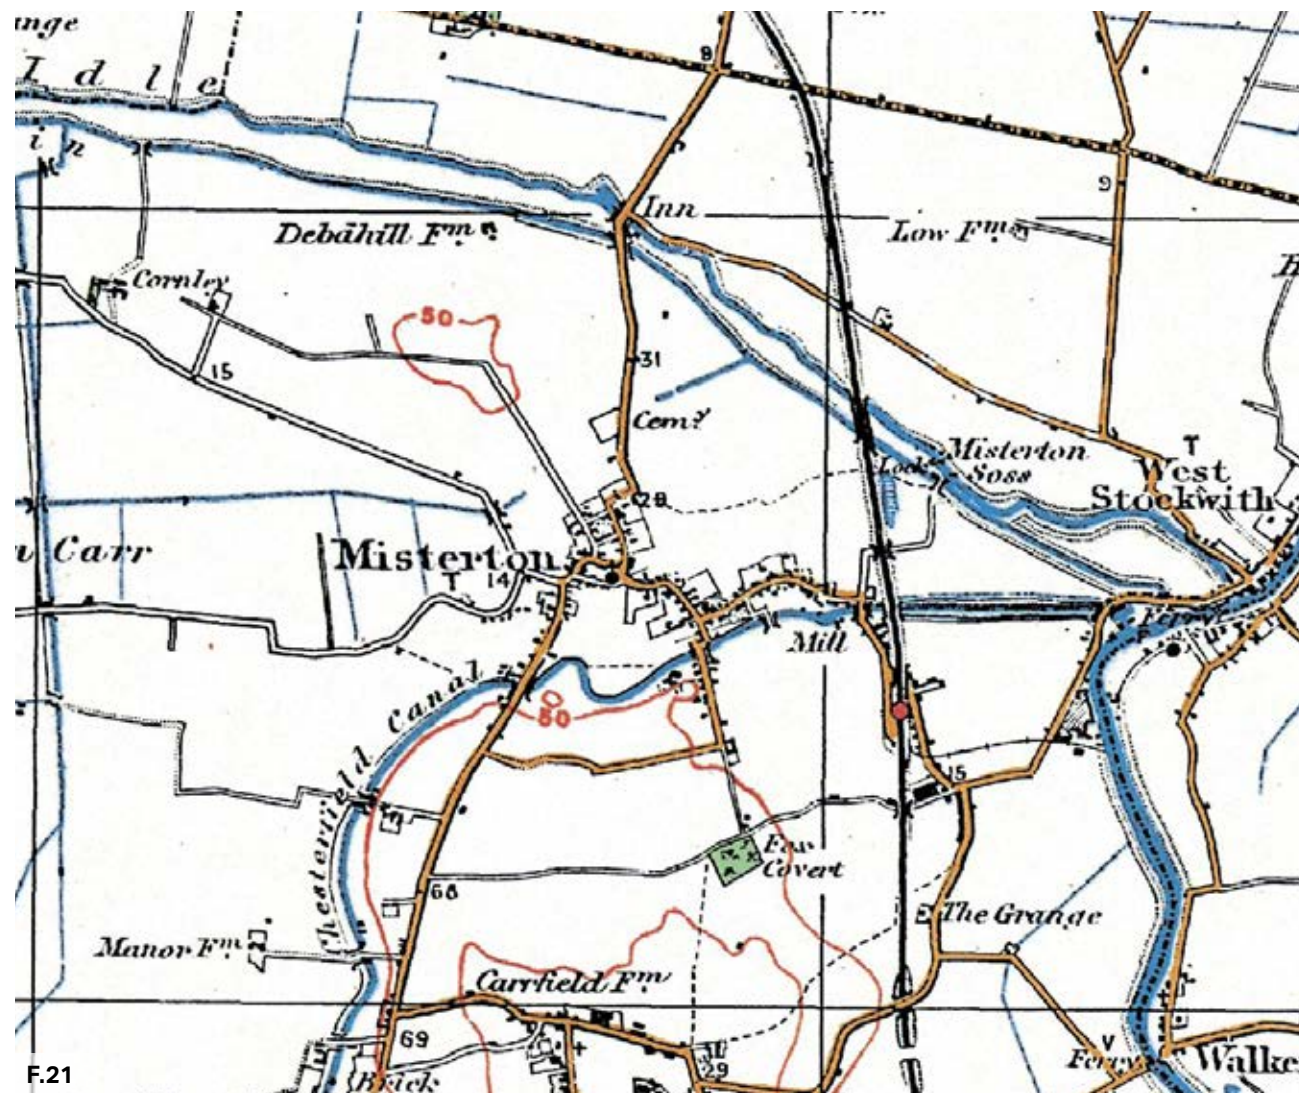 Idle
9
9
Inn
Debdhill Fm.
Low Fm.
Cornley
50
15
31
Cemy.
28
Lock
Misterton
Soss
T
West
Stockwith
Carr
Misterton
T
14
Mill
Ferry
Chesterfield Canal
50
15
Fox
Covert
68
The Grange
Manor Fm.
Carrfield Fm.
69
29
V
Ferry
Brick
F.21